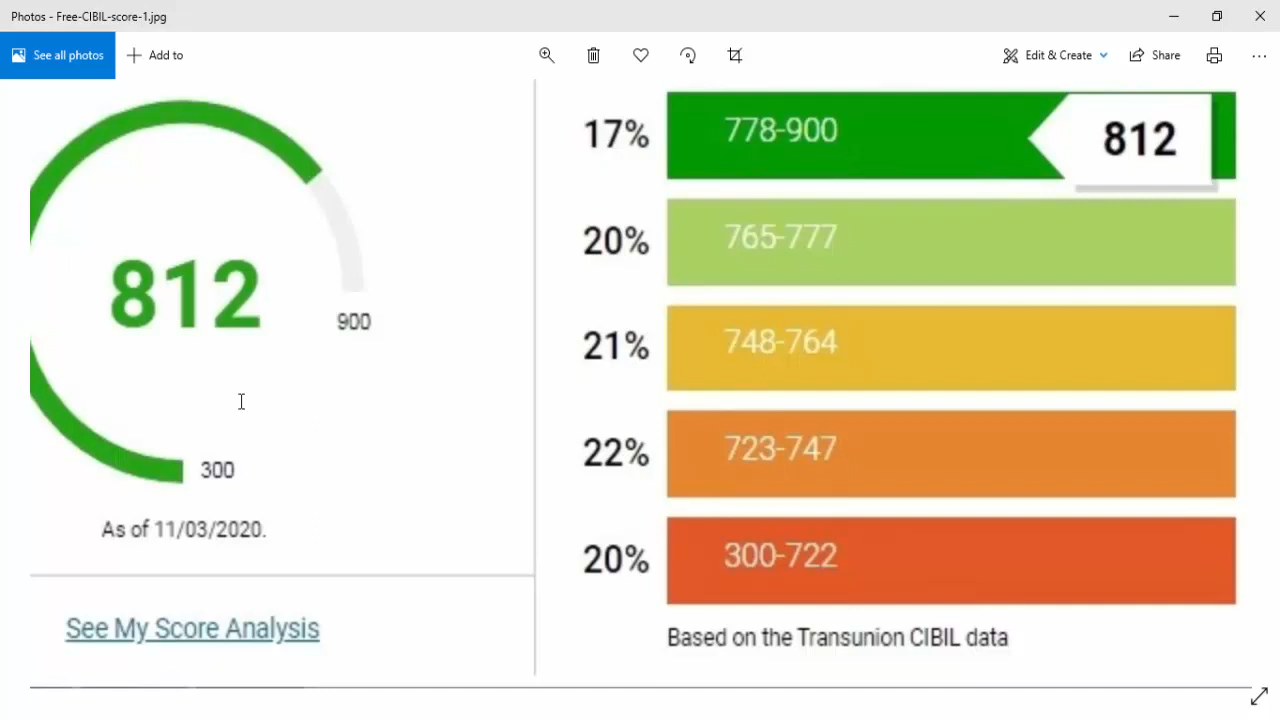 Photos - Free-CIBIL-score-1.jpg
See all photos
Add to
Edit & Create
Share
812
900
300
As of 11/03/2020.
See My Score Analysis
17% 778-900 812
20% 765-777
21% 748-764
22% 723-747
20% 300-722
Based on the Transunion CIBIL data